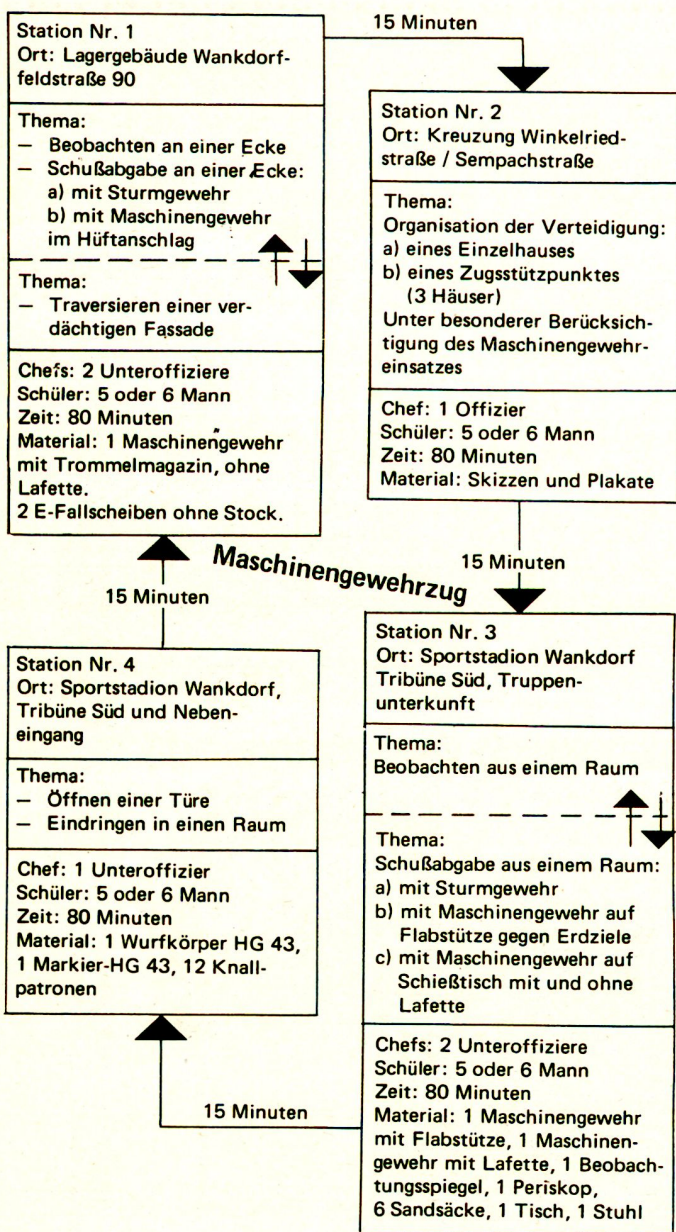 Station Nr. 1
Ort: Lagergebäude Wankdorf-
feldstraße 90
Thema:
— Beobachten an einer Ecke
— Schußabgabe an einer Ecke:
a) mit Sturmgewehr
b) mit Maschinengewehr
im Hüftanschlag
Thema:
— Traversieren einer ver-
dächtigen Fassade
Chefs: 2 Unteroffiziere
Schüler: 5 oder 6 Mann
Zeit: 80 Minuten
Material: 1 Maschinengewehr
mit Trommelmagazin, ohne
Lafette.
2 E-Fallscheiben ohne Stock.
15 Minuten
Station Nr. 2
Ort: Kreuzung Winkelried-
straße / Sempachstraße
Thema:
Organisation der Verteidigung:
a) eines Einzelhauses
b) eines Zugsstützpunktes
(3 Häuser)
Unter besonderer Berücksich-
tigung des Maschinengewehr-
einsatzes
Chef: 1 Offizier
Schüler: 5 oder 6 Mann
Zeit: 80 Minuten
Material: Skizzen und Plakate
15 Minuten
Maschinengewehrzug
Station Nr. 3
Ort: Sportstadion Wankdorf
Tribüne Süd, Truppen-
unterkunft
Thema:
Beobachten aus einem Raum
Thema:
Schußabgabe aus einem Raum:
a) mit Sturmgewehr
b) mit Maschinengewehr auf
Flabstütze gegen Erdziele
c) mit Maschinengewehr auf
Schießtisch mit und ohne
Lafette
Chefs: 2 Unteroffiziere
Schüler: 5 oder 6 Mann
Zeit: 80 Minuten
Material: 1 Maschinengewehr
mit Flabstütze, 1 Maschinen-
gewehr mit Lafette, 1 Beobach-
tungsspiegel, 1 Periskop,
6 Sandsäcke, 1 Tisch, 1 Stuhl
15 Minuten
Station Nr. 4
Ort: Sportstadion Wankdorf,
Tribüne Süd und Neben-
eingang
Thema:
— Öffnen einer Türe
— Eindringen in einen Raum
Chef: 1 Unteroffizier
Schüler: 5 oder 6 Mann
Zeit: 80 Minuten
Material: 1 Wurfkörper HG 43,
1 Markier-HG 43, 12 Knall-
patronen
15 Minuten